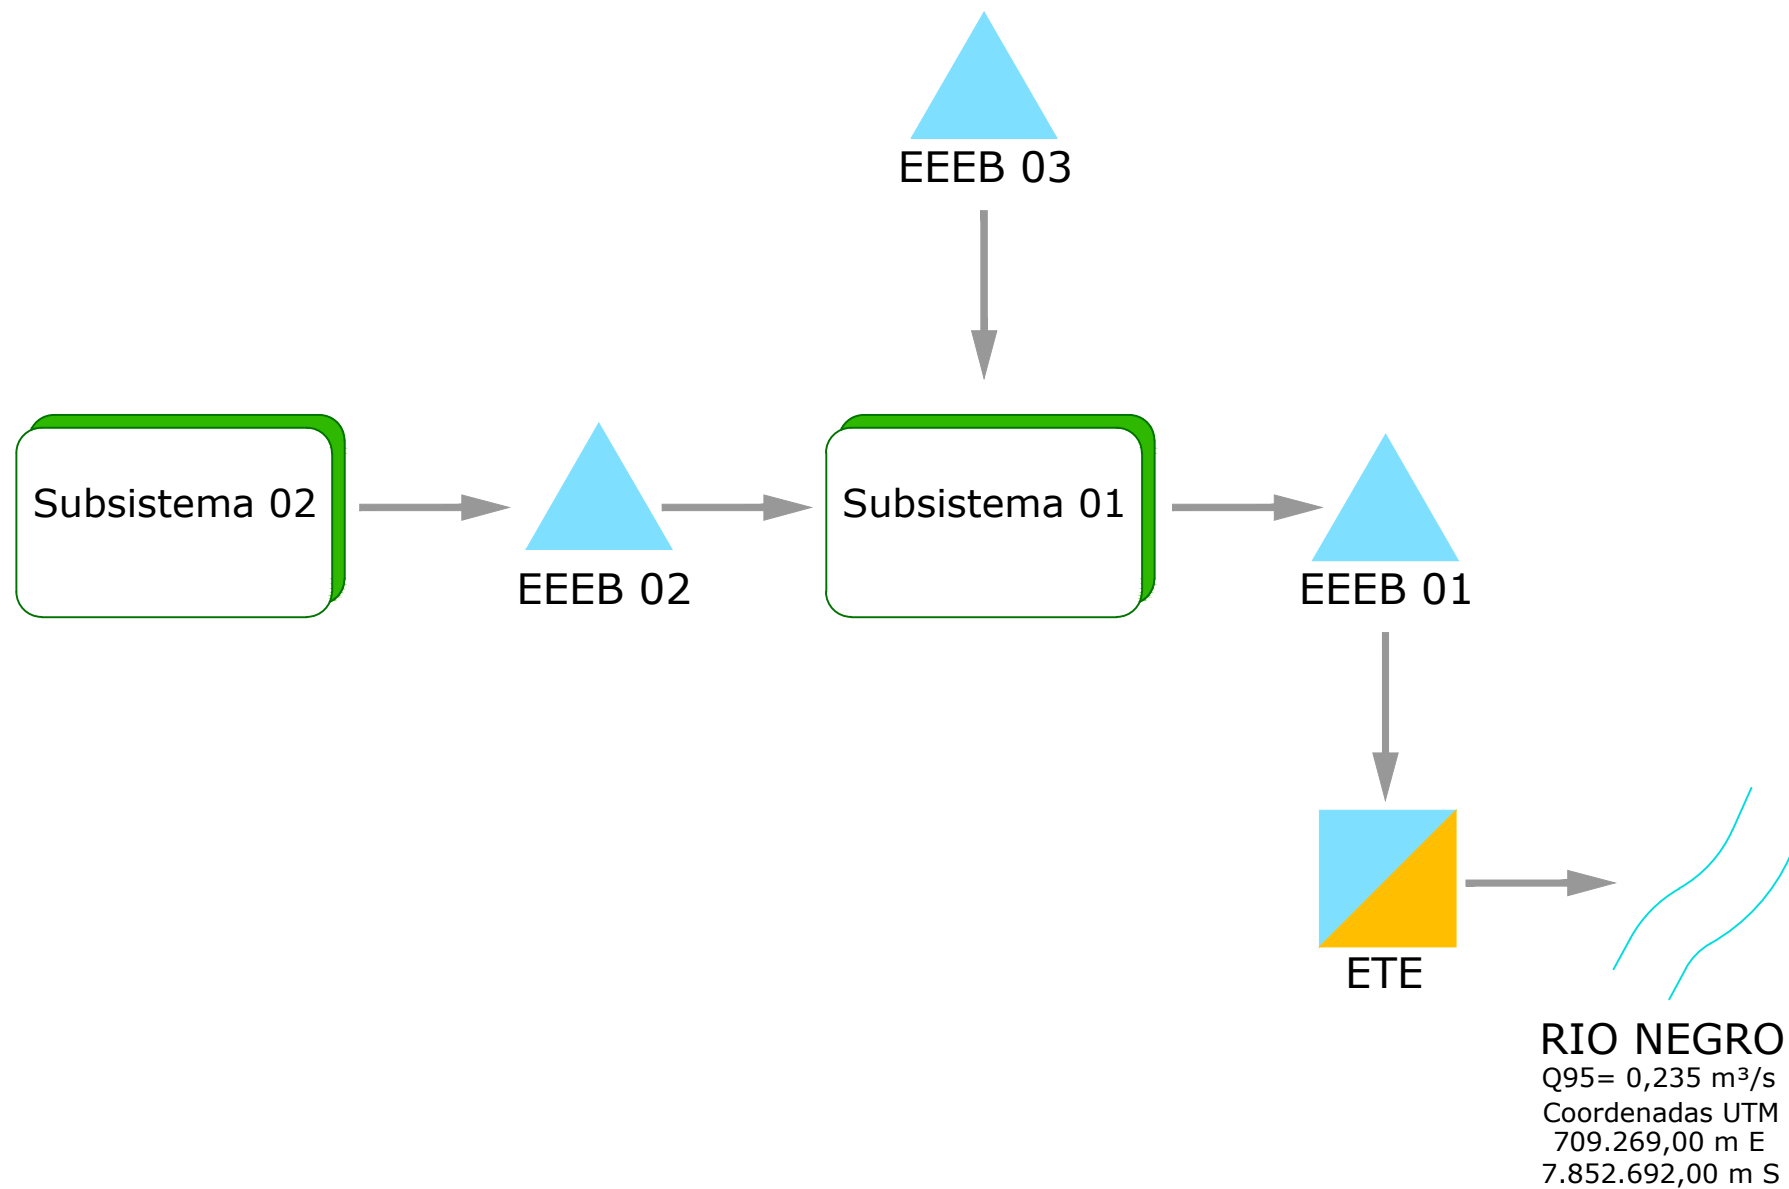 EEEB 03
Subsistema 02
EEEB 02
Subsistema 01
EEEB 01
ETE
RIO NEGRO
Q95= 0,235 m³/s
Coordenadas UTM
709.269,00 m E
7.852.692,00 m S